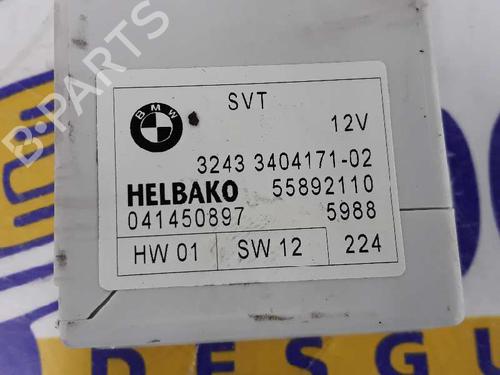 BMW
SVT
12V
3243 3404171-02
HELBAKO 55892110
041450897 5988
HW 01 SW 12 224
B-PARTS
DESGU